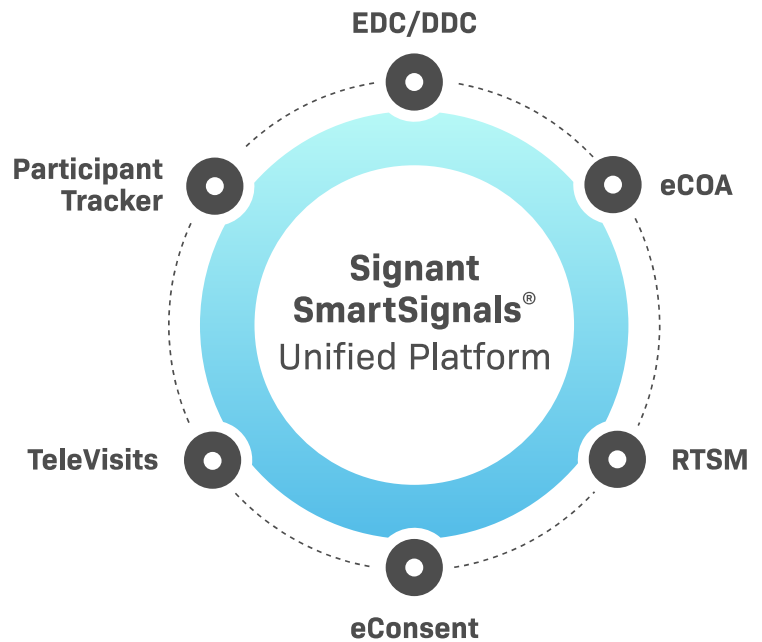 EDC/DDC
Participant
Tracker
eCOA
Signant
SmartSignals®
Unified Platform
TeleVisits
RTSM
eConsent